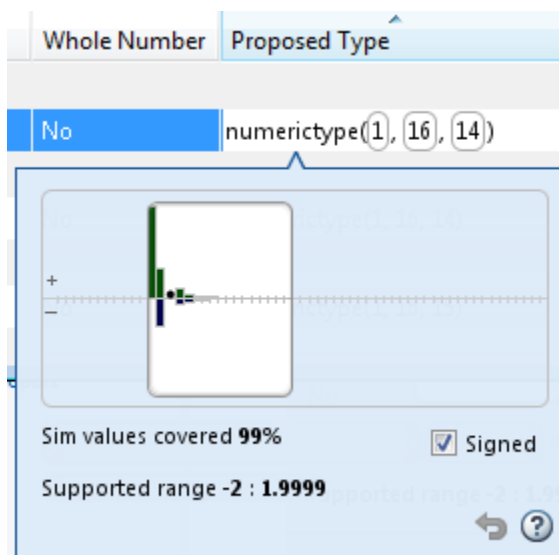 Whole Number Proposed Type
No numerictype(1, 16, 14)
+
−
Sim values covered 99%
Signed
Supported range -2 : 1.9999
?